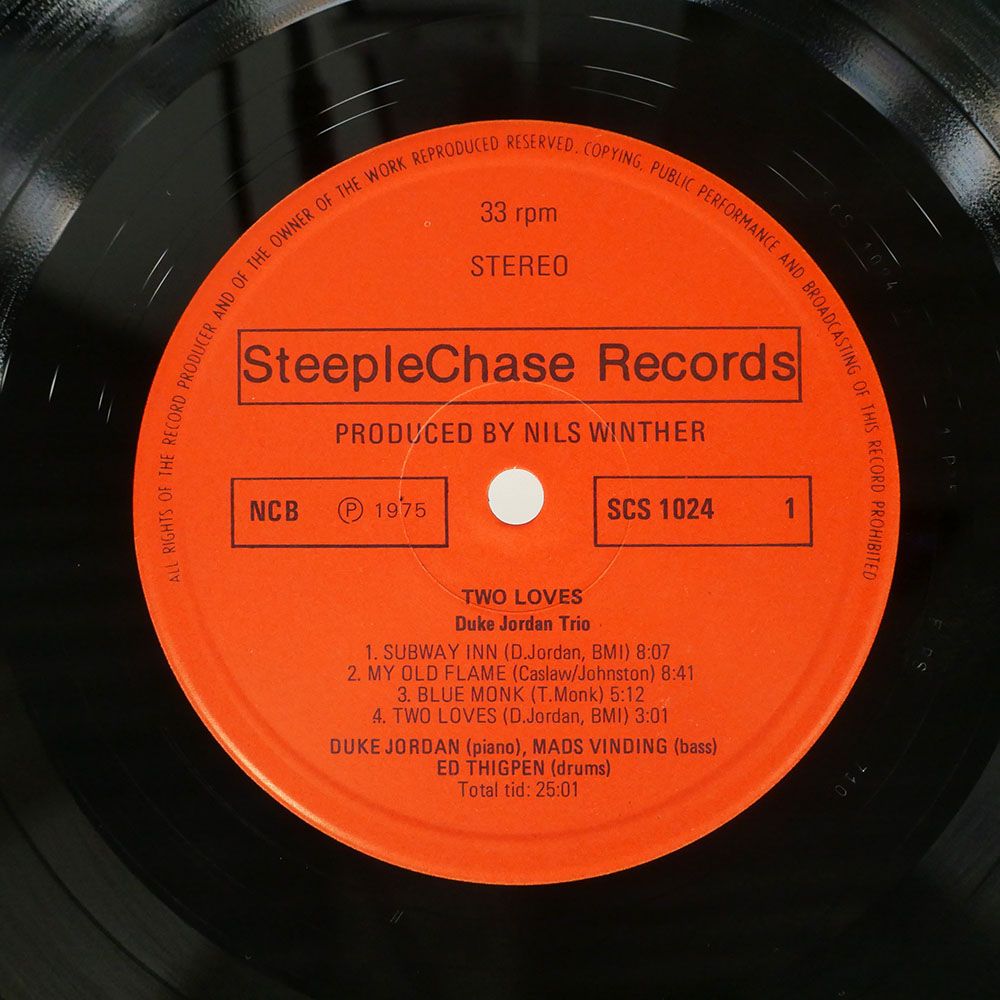 ALL RIGHTS OF THE RECORD PRODUCER AND OF THE OWNER OF THE WORK REPRODUCED RESERVED. COPYING, PUBLIC PERFORMANCE AND BROADCASTING OF THIS RECORD PROHIBITED
33 rpm
STEREO
SteepleChase Records
PRODUCED BY NILS WINTHER
NCB Ⓟ 1975
SCS 1024 1
TWO LOVES
Duke Jordan Trio
1. SUBWAY INN (D.Jordan, BMI) 8:07
2. MY OLD FLAME (Caslaw/Johnston) 8:41
3. BLUE MONK (T.Monk) 5:12
4. TWO LOVES (D.Jordan, BMI) 3:01
DUKE JORDAN (piano), MADS VINDING (bass)
ED THIGPEN (drums)
Total tid: 25:01